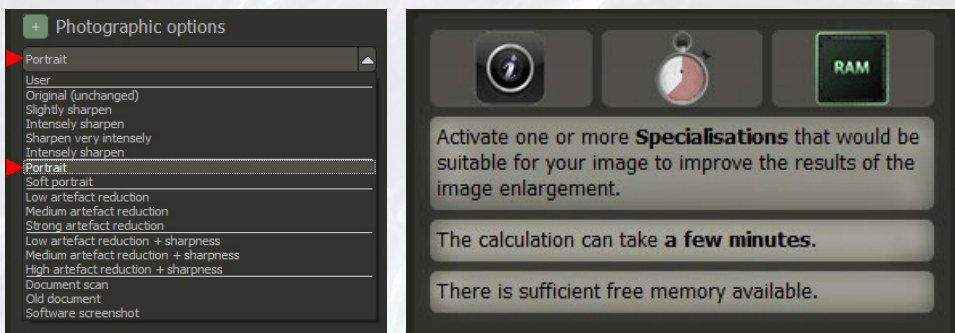 + Photographic options
Portrait
User
Original (unchanged)
Slightly sharpen
Intensely sharpen
Sharpen very intensely
Intensely sharpen
Portrait
Soft portrait
Low artefact reduction
Medium artefact reduction
Strong artefact reduction
Low artefact reduction + sharpness
Medium artefact reduction + sharpness
High artefact reduction + sharpness
Document scan
Old document
Software screenshot
i
RAM
Activate one or more Specialisations that would be
suitable for your image to improve the results of the
image enlargement.
The calculation can take a few minutes.
There is sufficient free memory available.